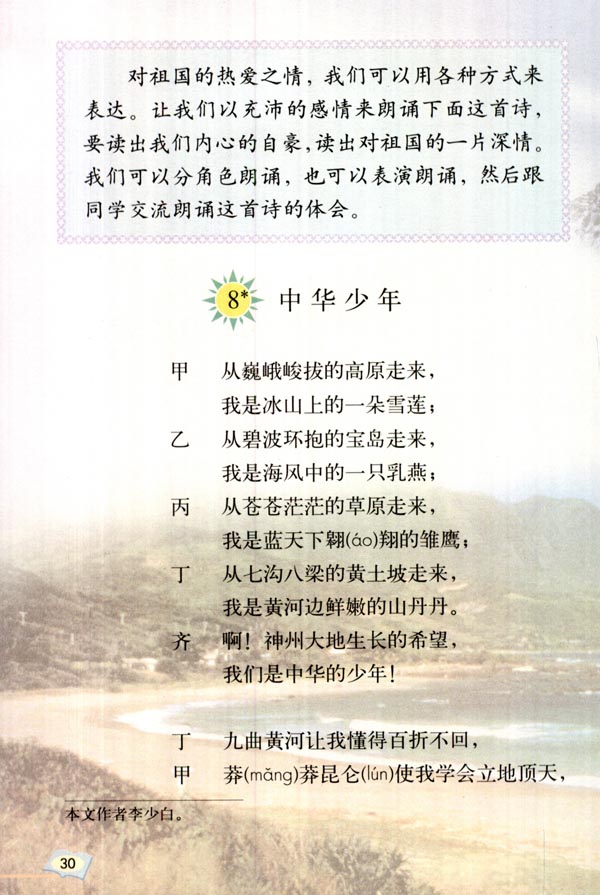 对祖国的热爱之情，我们可以用各种方式来
表达。让我们以充沛的感情来朗诵下面这首诗，
要读出我们内心的自豪，读出对祖国的一片深情。
我们可以分角色朗诵，也可以表演朗诵，然后跟
同学交流朗诵这首诗的体会。
8* 中华少年
甲 从巍峨峻拔的高原走来，
我是冰山上的一朵雪莲；
乙 从碧波环抱的宝岛走来，
我是海风中的一只乳燕；
丙 从苍苍茫茫的草原走来，
我是蓝天下翱(áo)翔的雏鹰；
丁 从七沟八梁的黄土坡走来，
我是黄河边鲜嫩的山丹丹。
齐 啊！神州大地生长的希望，
我们是中华的少年！
丁 九曲黄河让我懂得百折不回，
甲 莽(mǎng)莽昆仑(lún)使我学会立地顶天，
本文作者李少白。
30